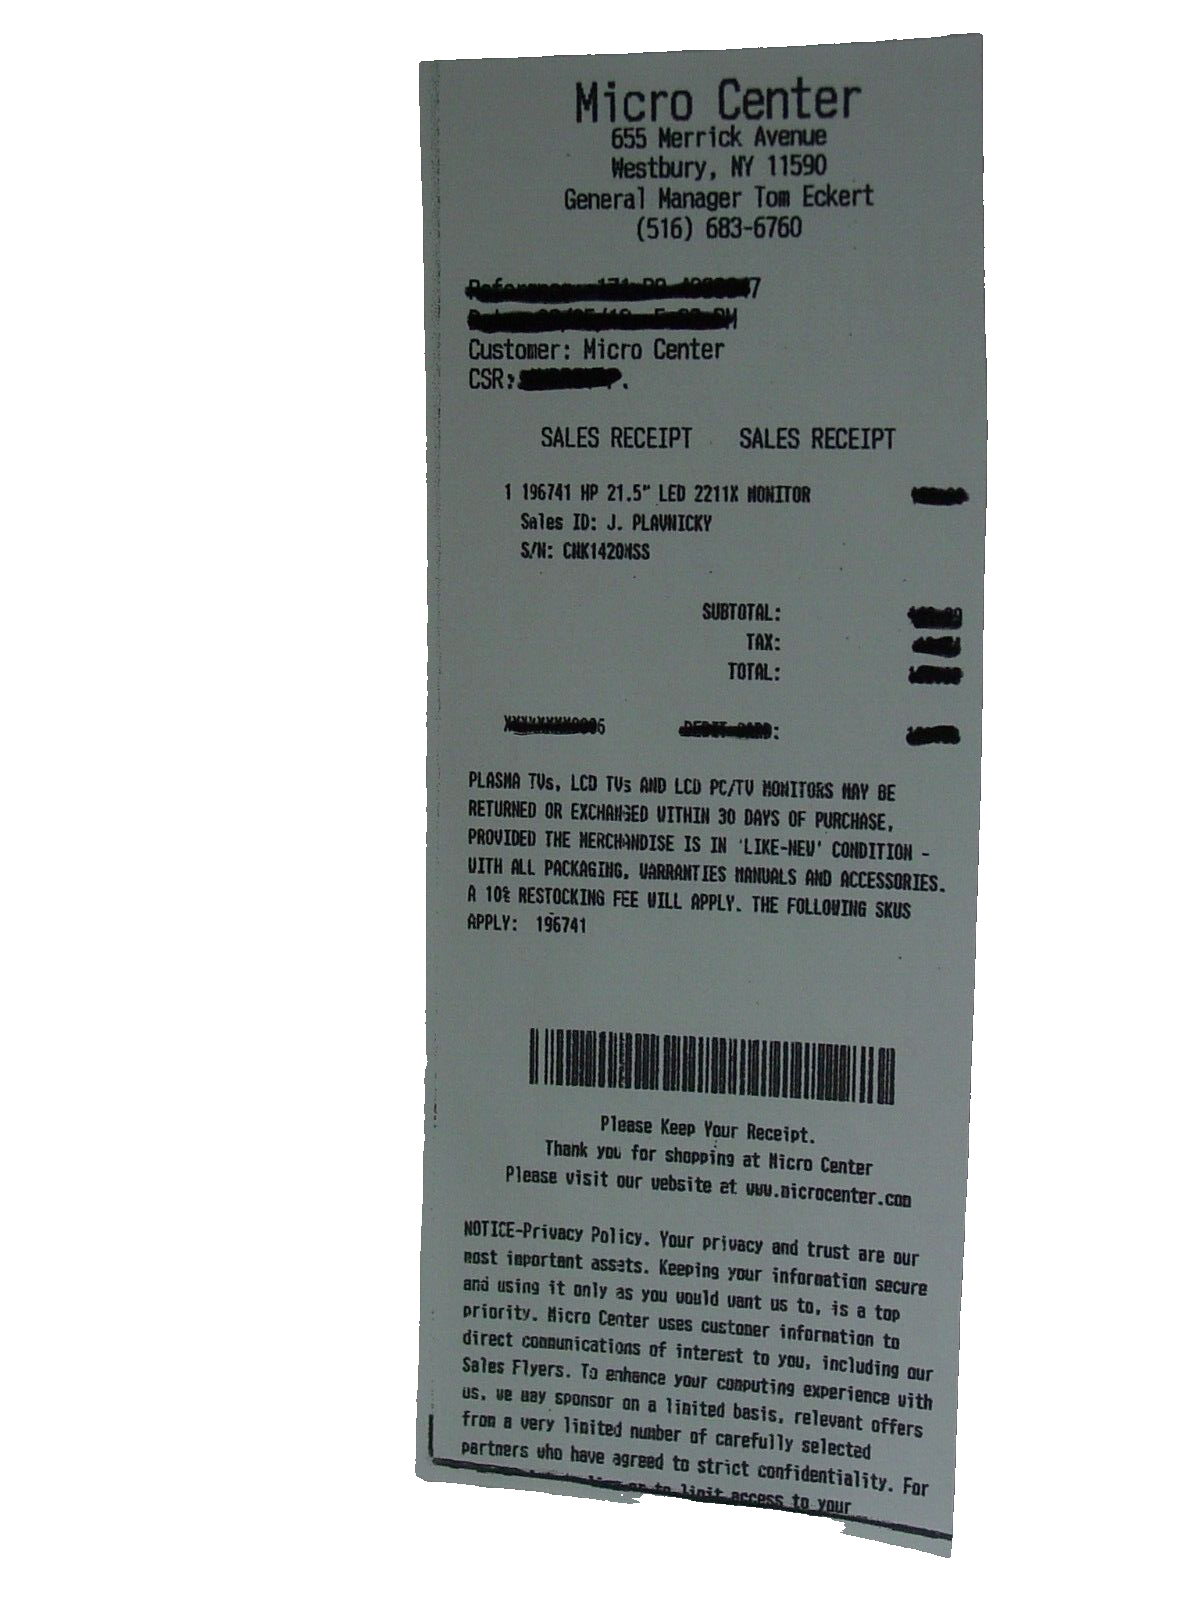 Micro Center
655 Merrick Avenue
Westbury, NY 11590
General Manager Tom Eckert
(516) 683-6760
Customer: Micro Center
CSR:
SALES RECEIPT SALES RECEIPT
1 196741 HP 21.5" LED 2211X MONITOR
Sales ID: J. PLAVNICKY
S/N:
SUBTOTAL:
TAX:
TOTAL:
PLASMA TVs, LCD TVs AND LCD PC/TV MONITORS MAY BE
RETURNED OR EXCHANGED WITHIN 30 DAYS OF PURCHASE,
PROVIDED THE MERCHANDISE IS IN 'LIKE-NEW' CONDITION -
WITH ALL PACKAGING, WARRANTIES MANUALS AND ACCESSORIES.
A 10% RESTOCKING FEE WILL APPLY. THE FOLLOWING SKUS
APPLY: 196741
Please Keep Your Receipt.
Thank you for shopping at Micro Center
Please visit our website at www.microcenter.com
NOTICE-Privacy Policy. Your privacy and trust are our
most important assets. Keeping your information secure
and using it only as you would want us to, is a top
priority. Micro Center uses customer information to
direct communications of interest to you, including our
Sales Flyers. To enhance your computing experience with
us, we may sponsor on a limited basis, relevant offers
from a very limited number of carefully selected
partners who have agreed to strict confidentiality. For
or to limit access to your